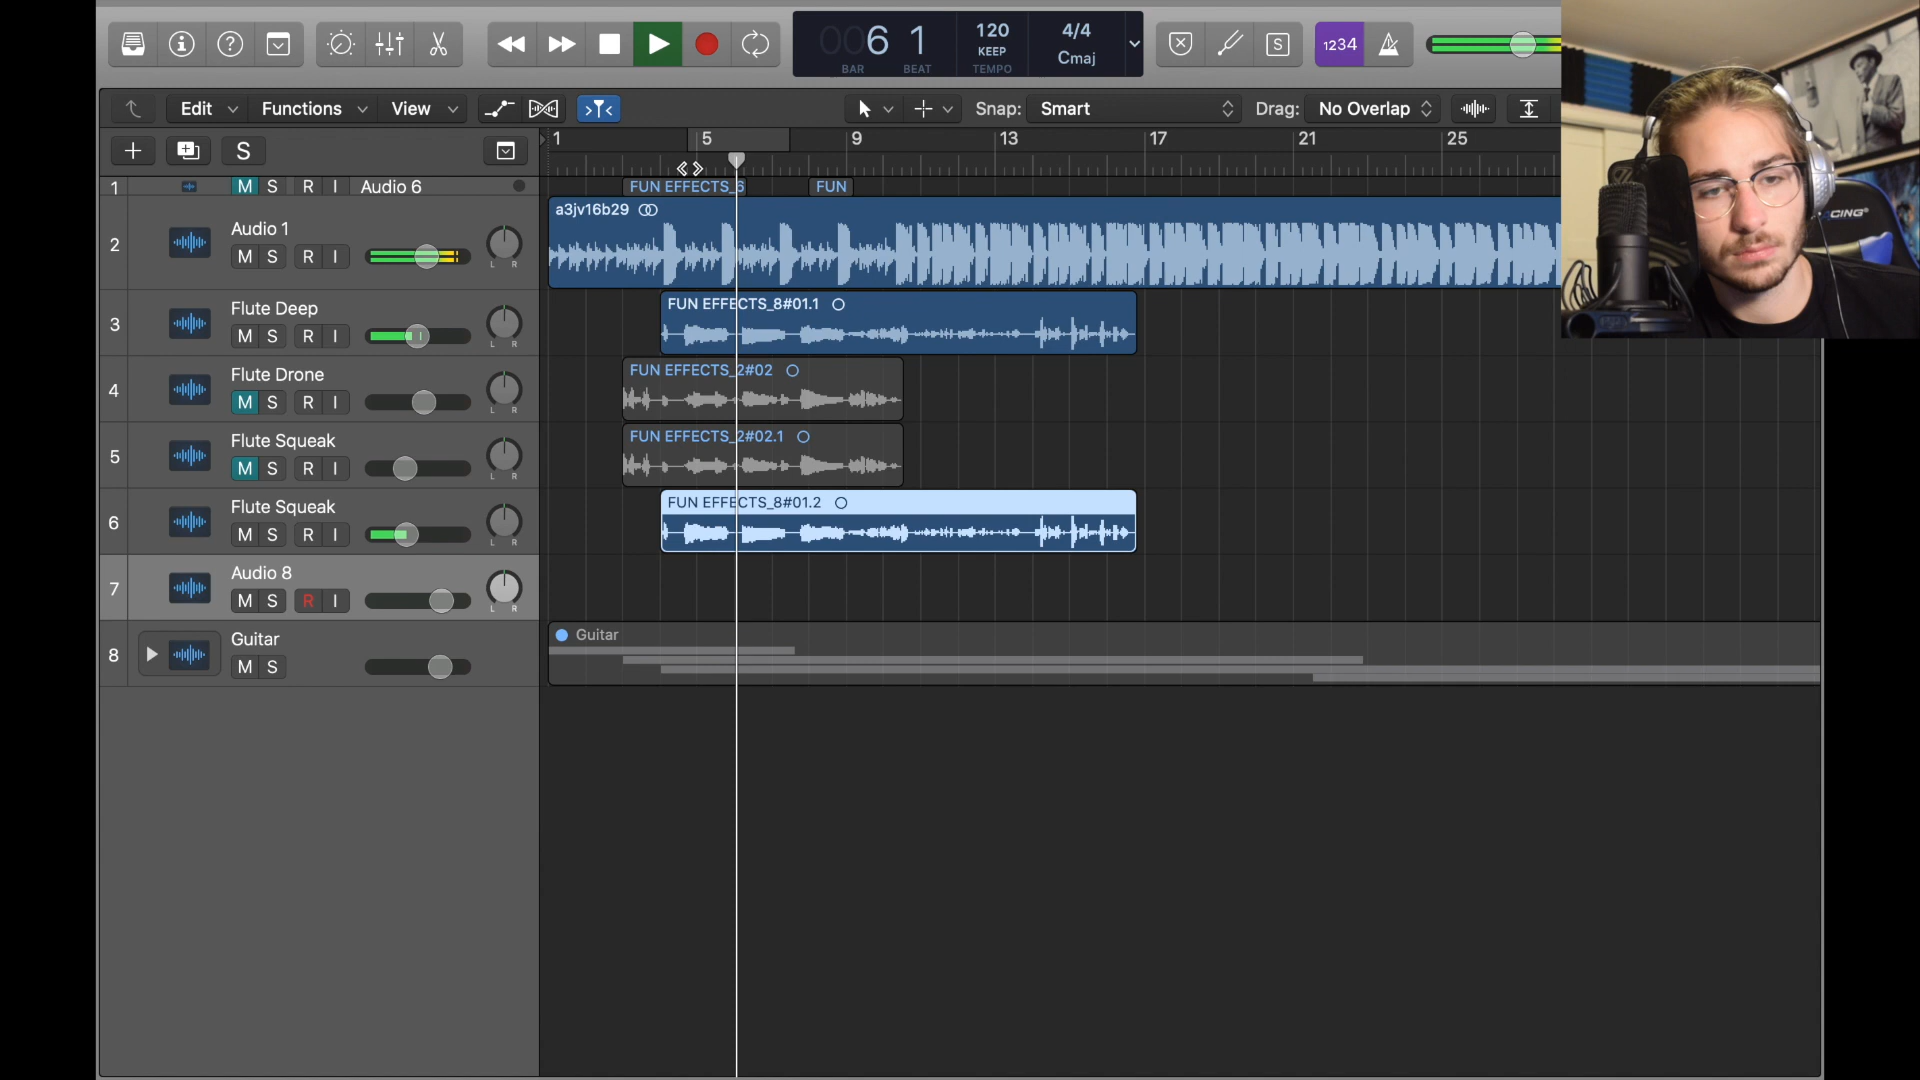 006 1
BAR BEAT
120
KEEP
TEMPO
4/4
Cmaj
S
1234
Edit Functions View
Snap: Smart
Drag: No Overlap
S
1 5 9 13 17 21 25
1 M S R I Audio 6
FUN EFFECTS_6 FUN
2 Audio 1
M S R I
L R
a3jv16b29
3 Flute Deep
M S R I
L R
FUN EFFECTS_8#01.1
4 Flute Drone
M S R I
L R
FUN EFFECTS_2#02
5 Flute Squeak
M S R I
L R
FUN EFFECTS_2#02.1
6 Flute Squeak
M S R I
L R
FUN EFFECTS_8#01.2
7 Audio 8
M S R I
L R
8 Guitar
M S
Guitar